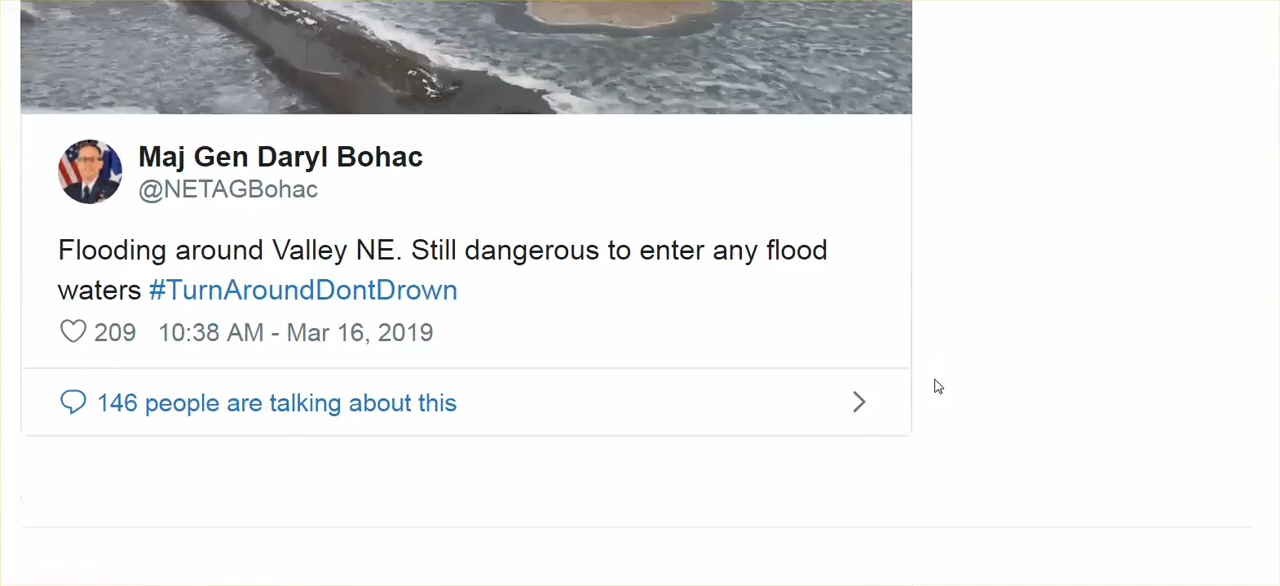 Maj Gen Daryl Bohac
@NETAGBohac
Flooding around Valley NE. Still dangerous to enter any flood
waters #TurnAroundDontDrown
209 10:38 AM - Mar 16, 2019
146 people are talking about this